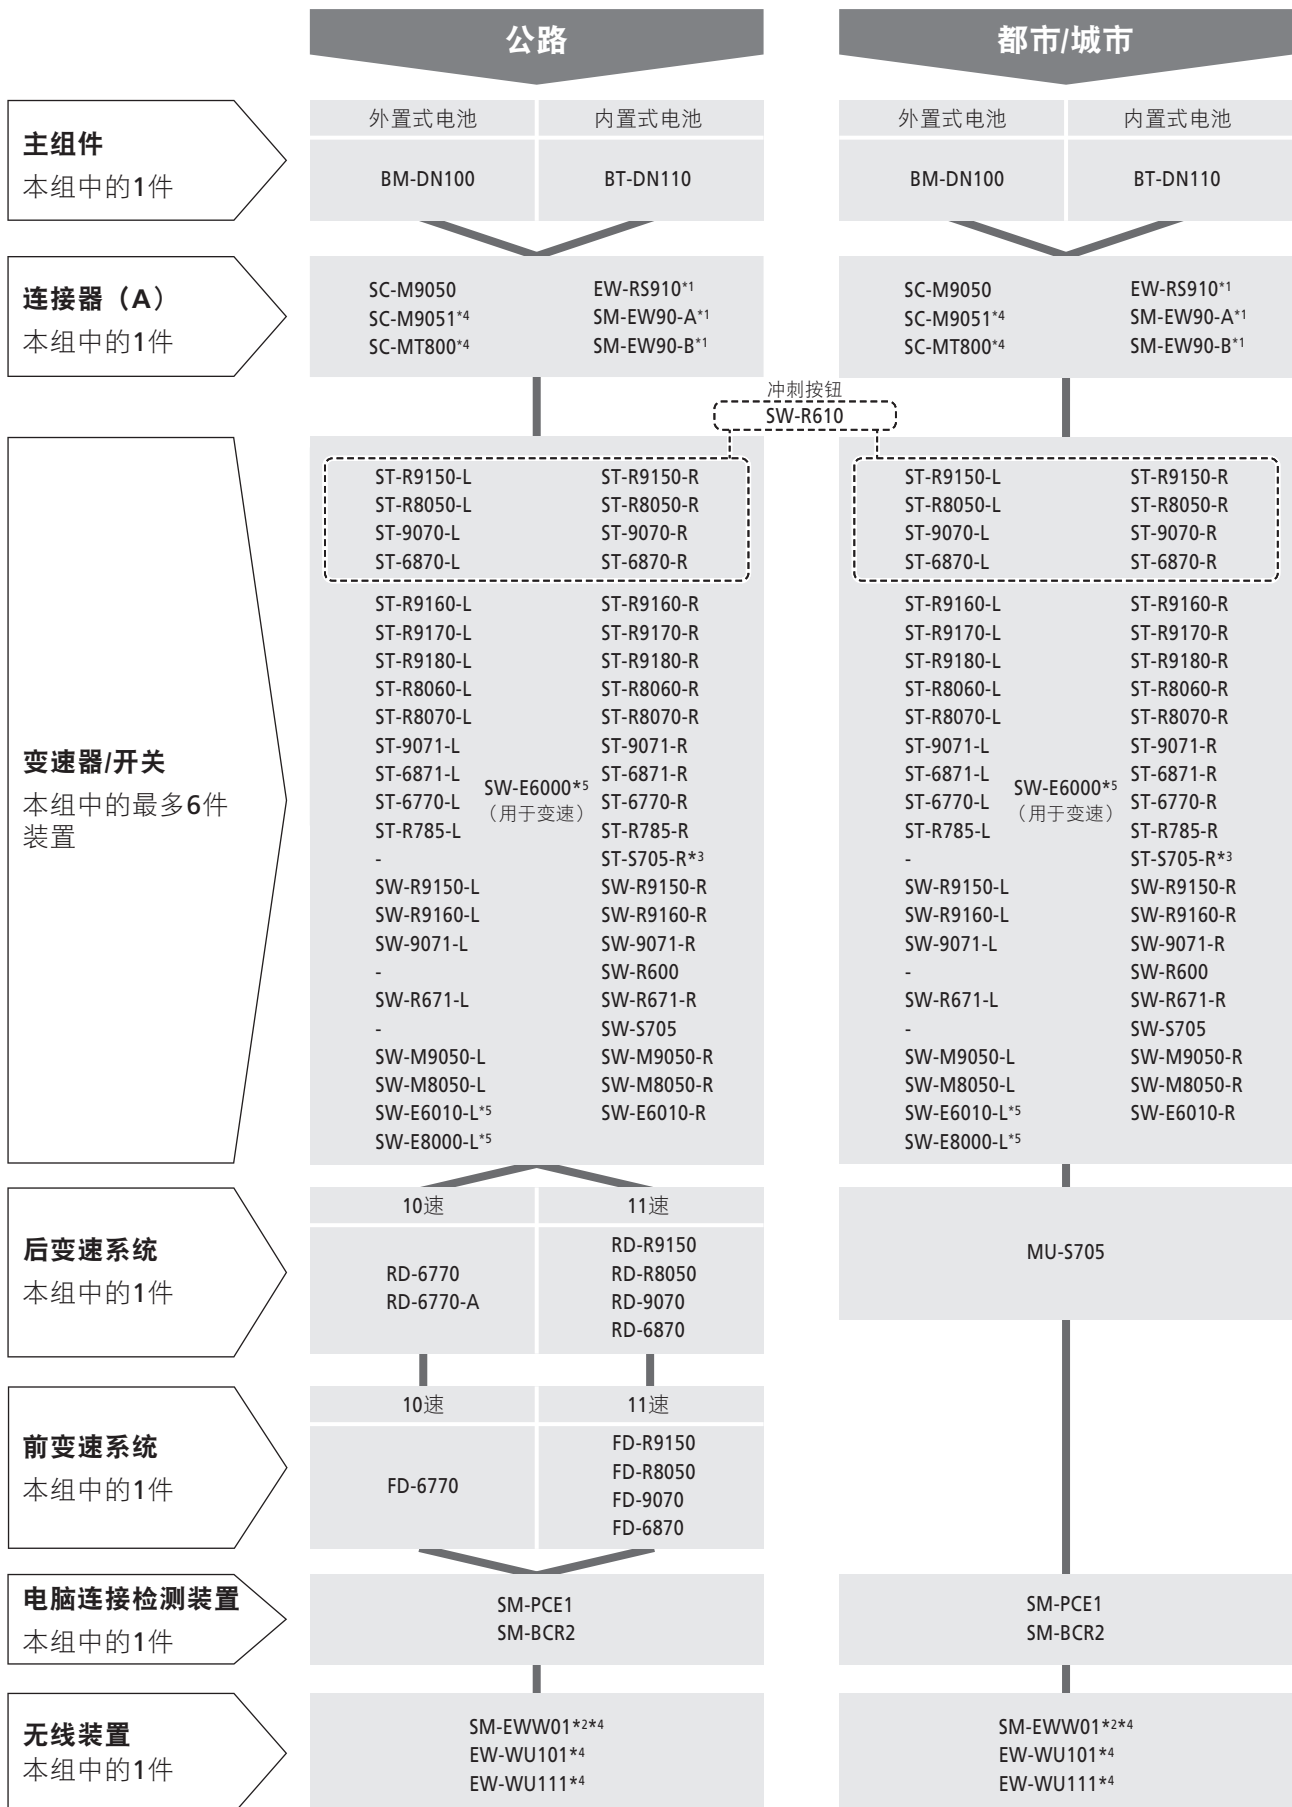 公路
都市/城市
主组件
本组中的1件
外置式电池 内置式电池
BM-DN100 BT-DN110
外置式电池 内置式电池
BM-DN100 BT-DN110
连接器（A）
本组中的1件
SC-M9050 EW-RS910*1
SC-M9051*4 SM-EW90-A*1
SC-MT800*4 SM-EW90-B*1
SC-M9050 EW-RS910*1
SC-M9051*4 SM-EW90-A*1
SC-MT800*4 SM-EW90-B*1
冲刺按钮
SW-R610
变速器/开关
本组中的最多6件
装置
ST-R9150-L ST-R9150-R
ST-R8050-L ST-R8050-R
ST-9070-L ST-9070-R
ST-6870-L ST-6870-R
ST-R9160-L ST-R9160-R
ST-R9170-L ST-R9170-R
ST-R9180-L ST-R9180-R
ST-R8060-L ST-R8060-R
ST-R8070-L ST-R8070-R
ST-9071-L ST-9071-R
ST-6871-L ST-6871-R
SW-E6000*5
ST-6770-L ST-6770-R
（用于变速）
ST-R785-L ST-R785-R
- ST-S705-R*3
SW-R9150-L SW-R9150-R
SW-R9160-L SW-R9160-R
SW-9071-L SW-9071-R
- SW-R600
SW-R671-L SW-R671-R
- SW-S705
SW-M9050-L SW-M9050-R
SW-M8050-L SW-M8050-R
SW-E6010-L*5 SW-E6010-R
SW-E8000-L*5
ST-R9150-L ST-R9150-R
ST-R8050-L ST-R8050-R
ST-9070-L ST-9070-R
ST-6870-L ST-6870-R
ST-R9160-L ST-R9160-R
ST-R9170-L ST-R9170-R
ST-R9180-L ST-R9180-R
ST-R8060-L ST-R8060-R
ST-R8070-L ST-R8070-R
ST-9071-L ST-9071-R
ST-6871-L ST-6871-R
SW-E6000*5
ST-6770-L ST-6770-R
（用于变速）
ST-R785-L ST-R785-R
- ST-S705-R*3
SW-R9150-L SW-R9150-R
SW-R9160-L SW-R9160-R
SW-9071-L SW-9071-R
- SW-R600
SW-R671-L SW-R671-R
- SW-S705
SW-M9050-L SW-M9050-R
SW-M8050-L SW-M8050-R
SW-E6010-L*5 SW-E6010-R
SW-E8000-L*5
后变速系统
本组中的1件
10速
RD-6770
RD-6770-A
11速
RD-R9150
RD-R8050
RD-9070
RD-6870
MU-S705
前变速系统
本组中的1件
10速
FD-6770
11速
FD-R9150
FD-R8050
FD-9070
FD-6870
电脑连接检测装置
本组中的1件
SM-PCE1
SM-BCR2
SM-PCE1
SM-BCR2
无线装置
本组中的1件
SM-EWW01*2*4
EW-WU101*4
EW-WU111*4
SM-EWW01*2*4
EW-WU101*4
EW-WU111*4